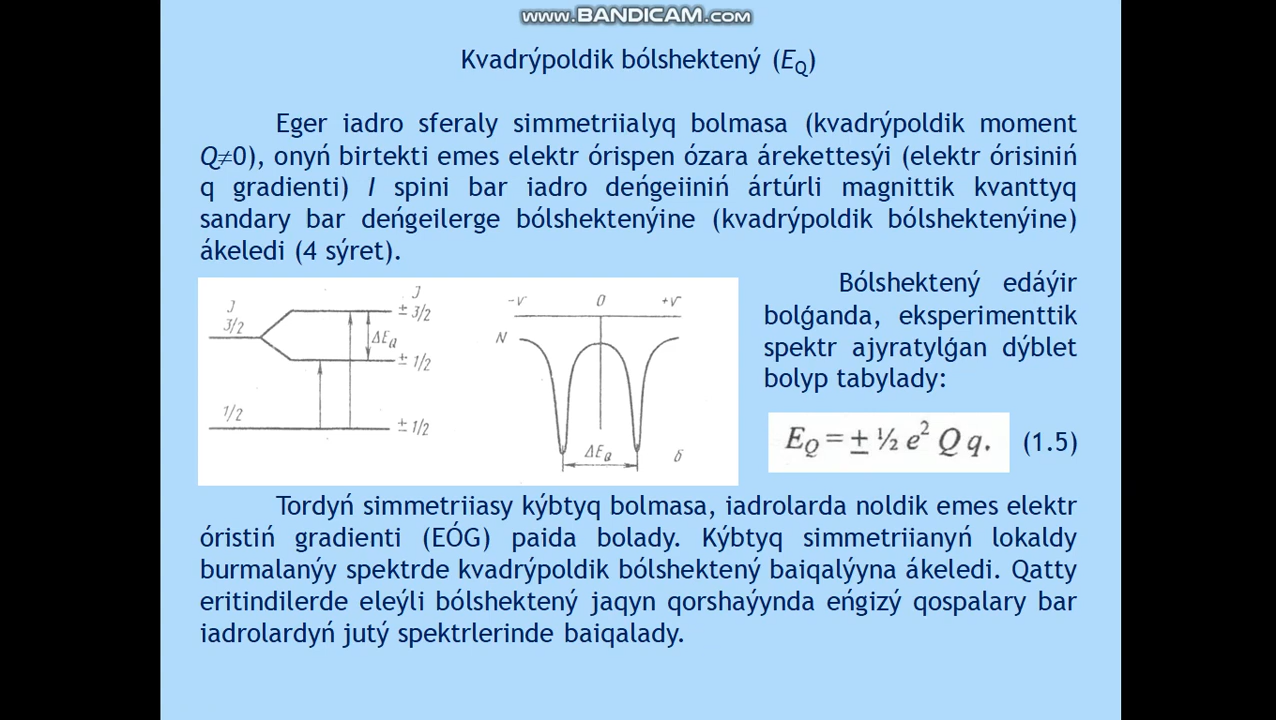 www.BANDICAM.com
Kvadrýpoldik bólshektený (EQ)
Eger iadro sferaly simmetriialyq bolmasa (kvadrýpoldik moment
Q≠0), onyń birtekti emes elektr órispen ózara árekettesýi (elektr órisiniń
q gradienti) I spini bar iadro deńgeiiniń ártúrli magnittik kvanttyq
sandary bar deńgeilerge bólshektenýine (kvadrýpoldik bólshektenýine)
ákeledi (4 sýret).
Bólshektený edáýir
bolǵanda, eksperimenttik
spektr ajyratylǵan dýblet
bolyp tabylady:
J
3/2
J
± 3/2
ΔEQ
± 1/2
1/2
± 1/2
-v 0 +v
N
ΔEQ
б
EQ = ± ½ e² Q q. (1.5)
Tordyń simmetriiasy kýbtyq bolmasa, iadrolarda noldik emes elektr
óristiń gradienti (EÓG) paida bolady. Kýbtyq simmetriianyń lokaldy
burmalanýy spektrde kvadrýpoldik bólshektený baiqalýyna ákeledi. Qatty
eritindilerde eleýli bólshektený jaqyn qorshaýynda eńgizý qospalary bar
iadrolardyń jutý spektrlerinde baiqalady.